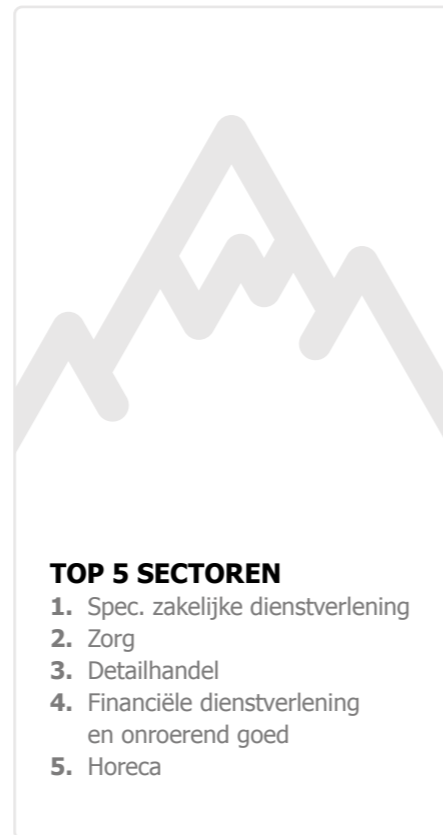 TOP 5 SECTOREN
1. Spec. zakelijke dienstverlening
2. Zorg
3. Detailhandel
4. Financiële dienstverlening
en onroerend goed
5. Horeca